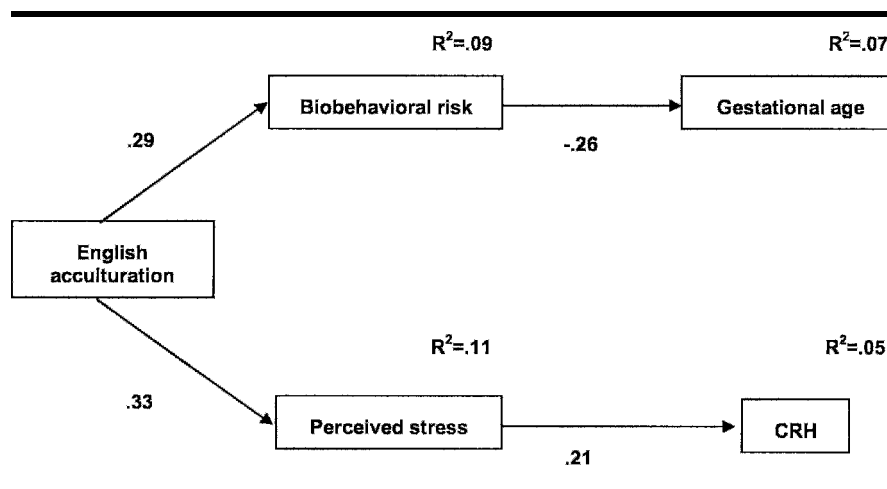 R²=.09
R²=.07
Biobehavioral risk
Gestational age
.29
-.26
English
acculturation
R²=.11
R²=.05
.33
Perceived stress
CRH
.21